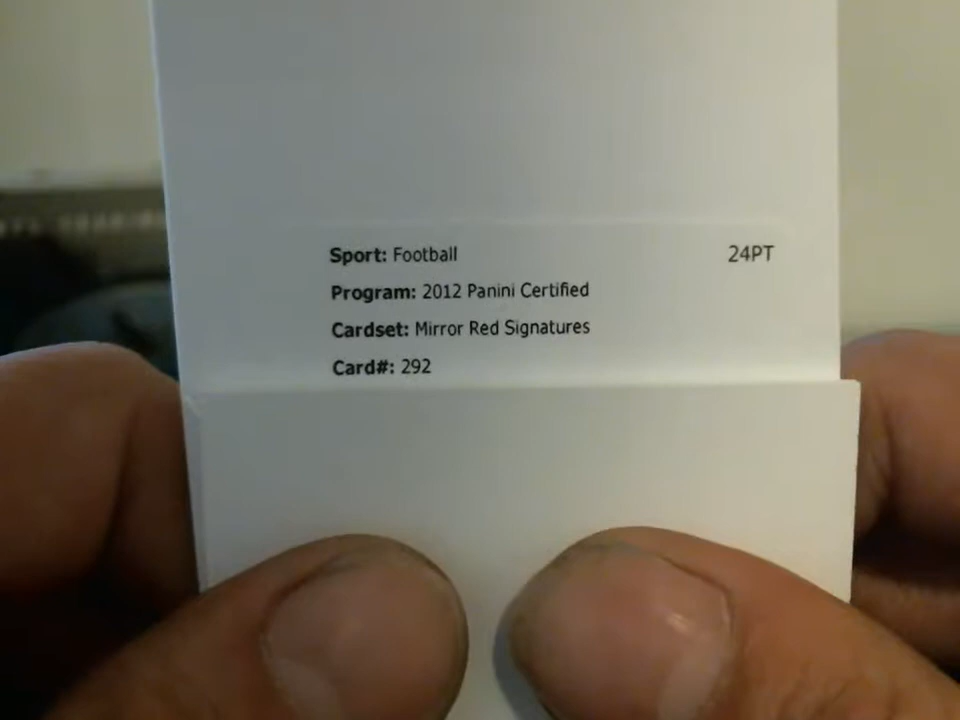 Sport: Football 24PT
Program: 2012 Panini Certified
Cardset: Mirror Red Signatures
Card#: 292